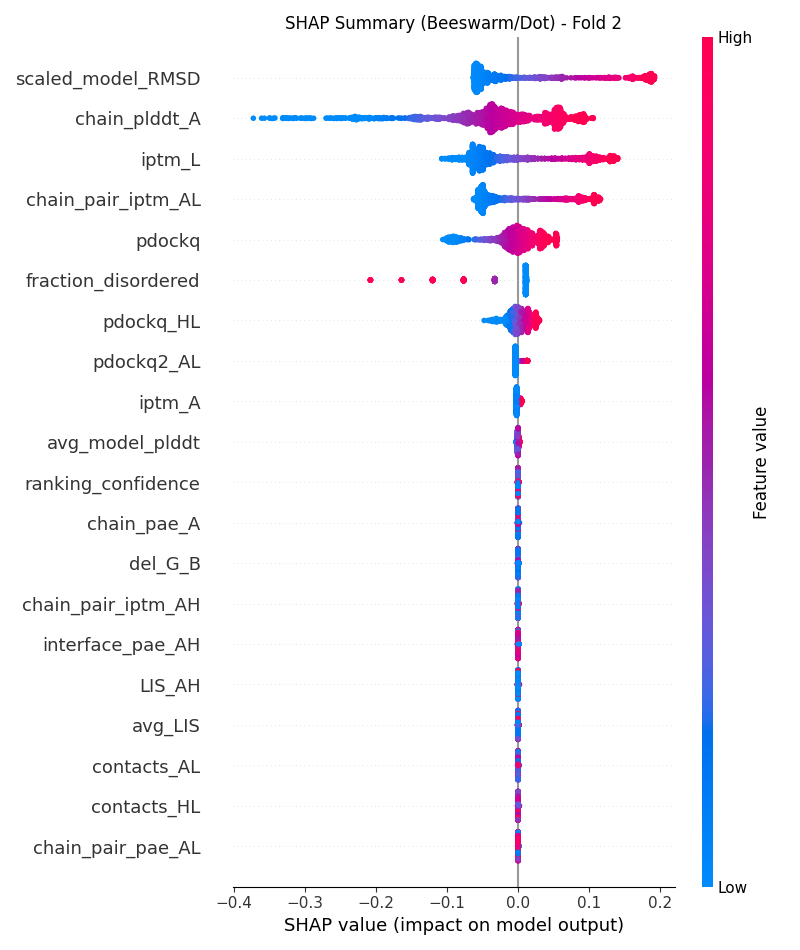 SHAP Summary (Beeswarm/Dot) - Fold 2
High
scaled_model_RMSD
chain_plddt_A
iptm_L
chain_pair_iptm_AL
pdockq
fraction_disordered
pdockq_HL
pdockq2_AL
iptm_A
avg_model_plddt
ranking_confidence
chain_pae_A
del_G_B
chain_pair_iptm_AH
interface_pae_AH
LIS_AH
avg_LIS
contacts_AL
contacts_HL
chain_pair_pae_AL
Feature value
Low
−0.4 −0.3 −0.2 −0.1 0.0 0.1 0.2
SHAP value (impact on model output)